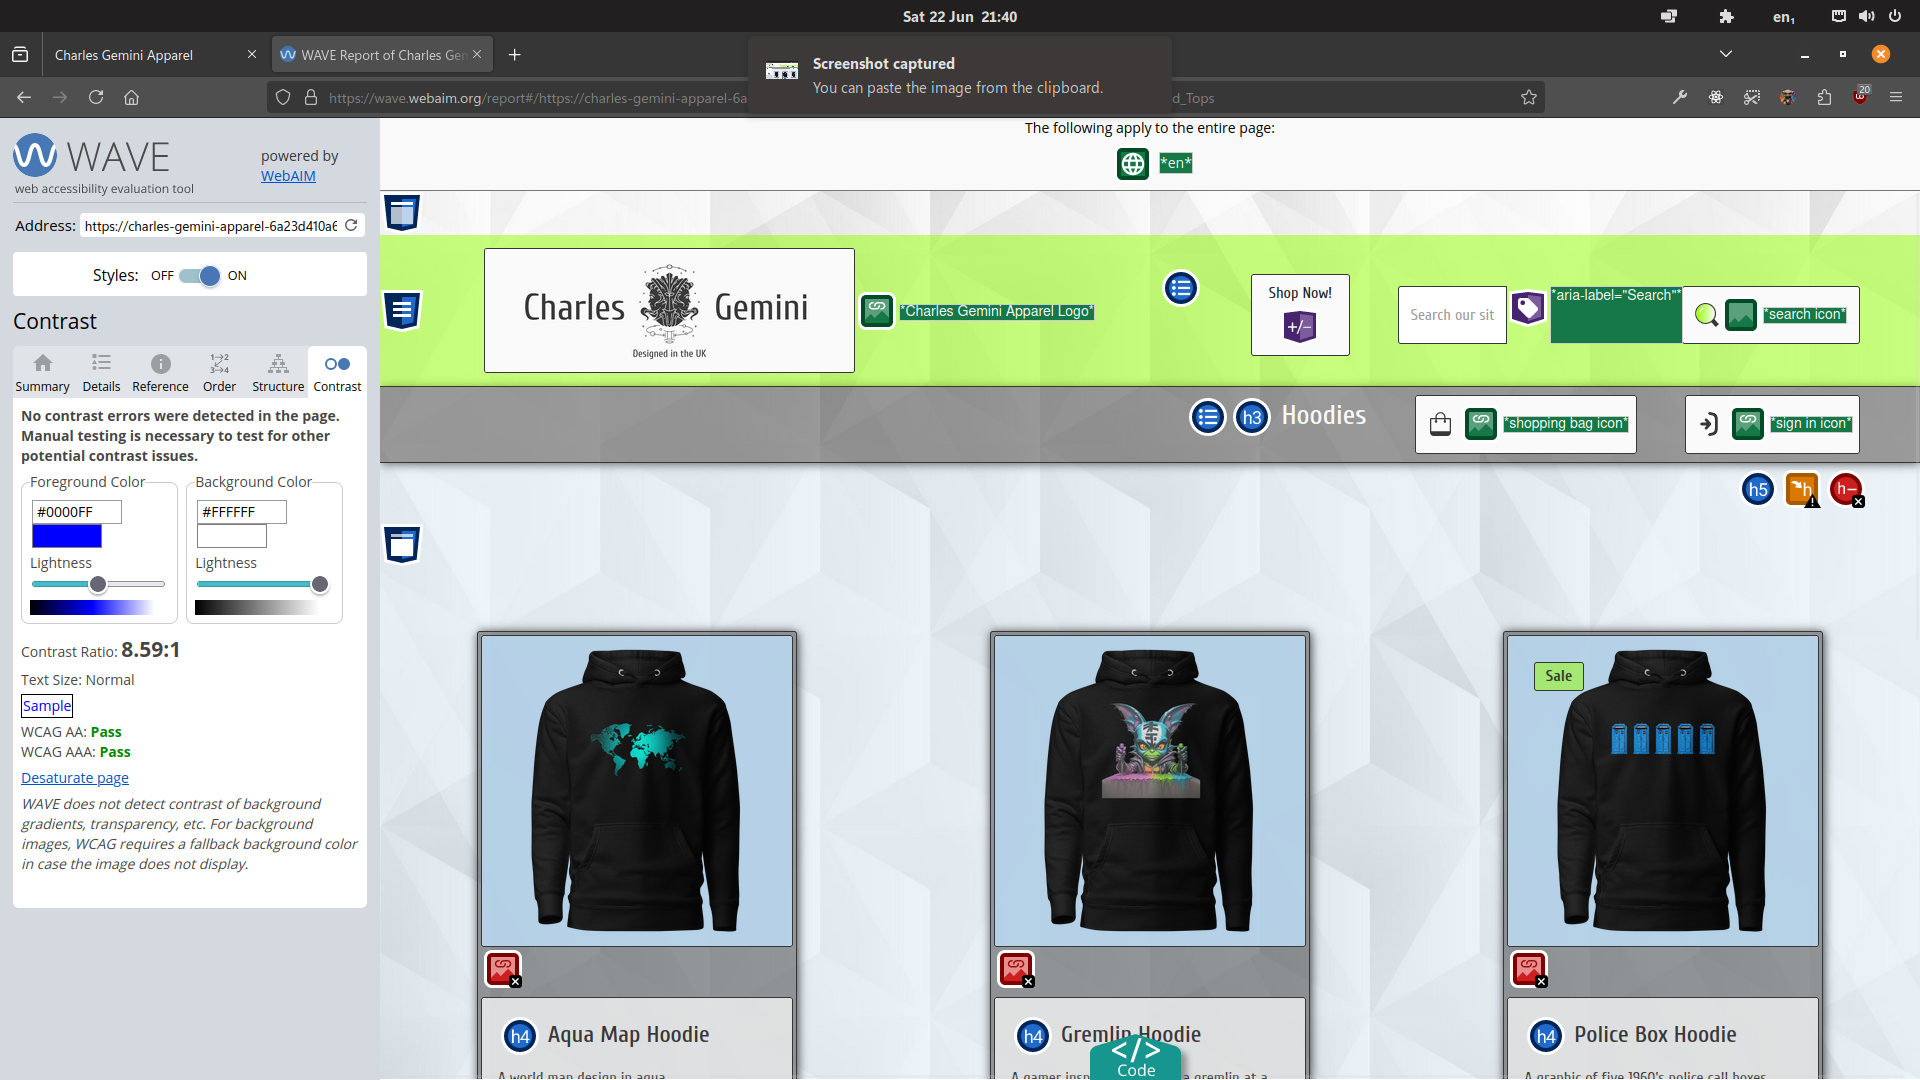 Sat 22 Jun 21:40
en1
Charles Gemini Apparel
WAVE Report of Charles Gem
Screenshot captured
You can paste the image from the clipboard.
https://wave.webaim.org/report#/https://charles-gemini-apparel-6a
d_Tops
20
WAVE
web accessibility evaluation tool
powered by
WebAIM
Address:
https://charles-gemini-apparel-6a23d410a6
Styles: OFF ON
Contrast
Summary
Details
Reference
Order
Structure
Contrast
No contrast errors were detected in the page.
Manual testing is necessary to test for other
potential contrast issues.
Foreground Color
#0000FF
Lightness
Background Color
#FFFFFF
Lightness
Contrast Ratio: 8.59:1
Text Size: Normal
Sample
WCAG AA: Pass
WCAG AAA: Pass
Desaturate page
WAVE does not detect contrast of background
gradients, transparency, etc. For background
images, WCAG requires a fallback background color
in case the image does not display.
The following apply to the entire page:
*en*
Charles Gemini
Designed in the UK
*Charles Gemini Apparel Logo*
Shop Now!
+/-
Search our sit
*aria-label="Search"*
*search icon*
h3
Hoodies
*shopping bag icon*
*sign in icon*
h5
h
h-
Sale
h4
Aqua Map Hoodie
A world map design in aqua
h4
Gremlin Hoodie
A gamer insp
a gremlin at a
h4
Police Box Hoodie
A graphic of five 1960's police call boxes
</>
Code